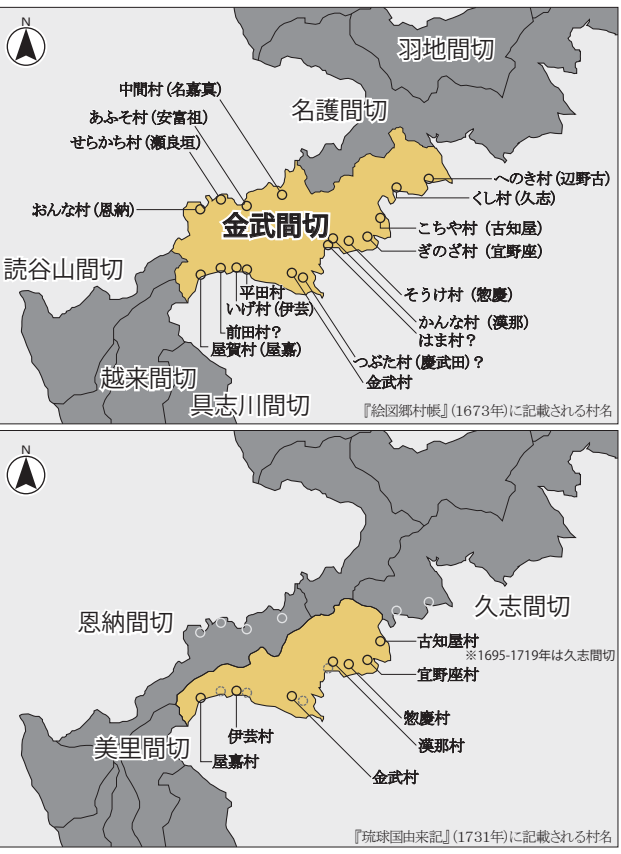 N
羽地間切
中間村(名嘉真)
名護間切
あふそ村(安富祖)
せらかち村(瀬良垣)
へのき村(辺野古)
くし村(久志)
おんな村(恩納)
金武間切
こちや村(古知屋)
ぎのざ村(宜野座)
読谷山間切
そうけ村(惣慶)
平田村
いげ村(伊芸)
かんな村(漢那)
はま村?
前田村?
屋賀村(屋嘉)
つぶた村(慶武田)?
越来間切
金武村
具志川間切
『絵図郷村帳』(1673年)に記載される村名
N
恩納間切
久志間切
古知屋村
※1695-1719年は久志間切
宜野座村
惣慶村
伊芸村
美里間切
漢那村
屋嘉村
金武村
『琉球国由来記』(1731年)に記載される村名